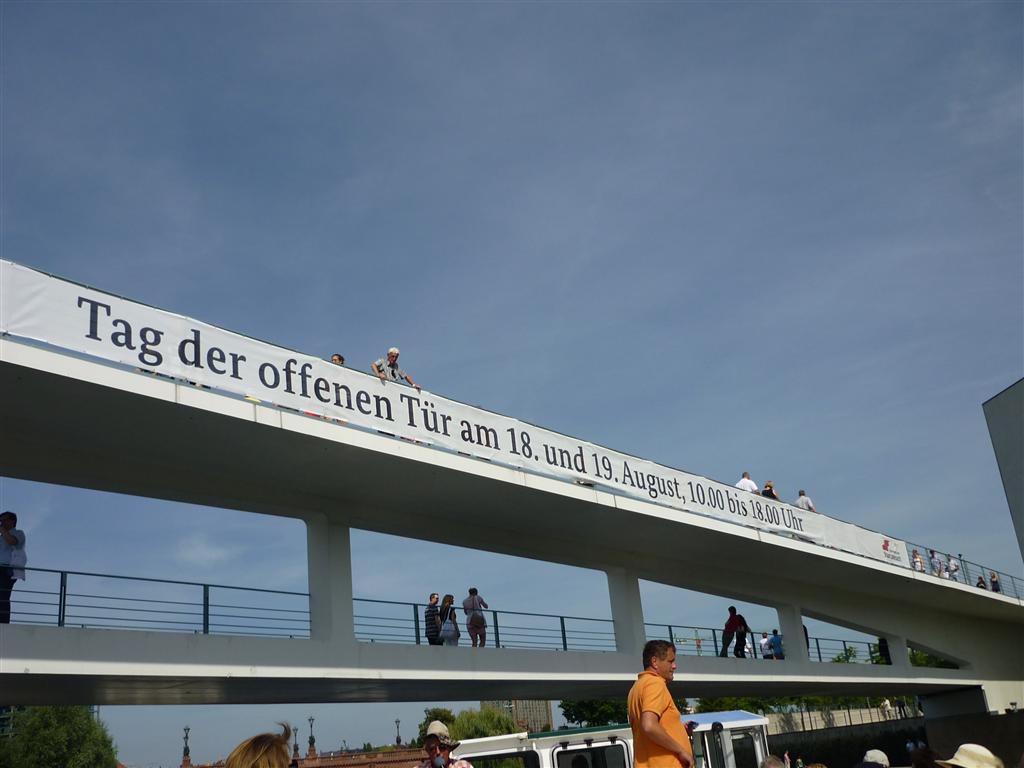 Tag der offenen Tür am 18. und 19. August, 10.00 bis 18.00 Uhr